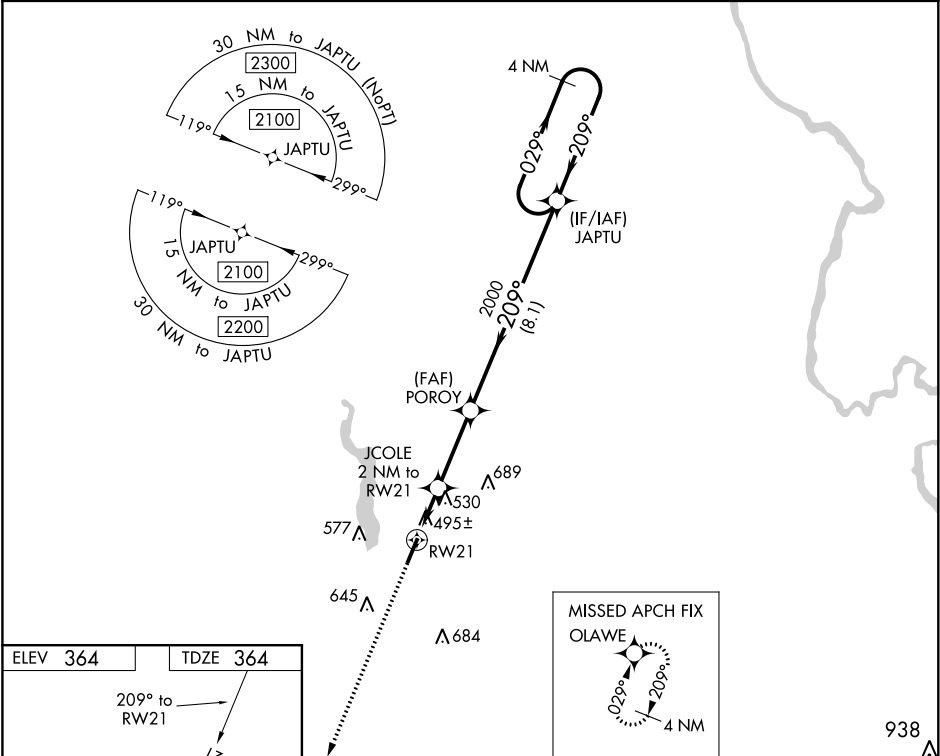 30 NM to JAPTU (NoPT)
2300
15 NM to JAPTU
2100
119°
JAPTU
299°
119°
JAPTU
299°
2100
15 NM to JAPTU
2200
30 NM to JAPTU
4 NM
029°
209°
(IF/IAF)
JAPTU
2000
209°
(8.1)
(FAF)
POROY
JCOLE
2 NM to
RW21
689
530
495±
577
RW21
645
684
MISSED APCH FIX
OLAWE
029°
209°
4 NM
938
ELEV 364
TDZE 364
209° to
RW21